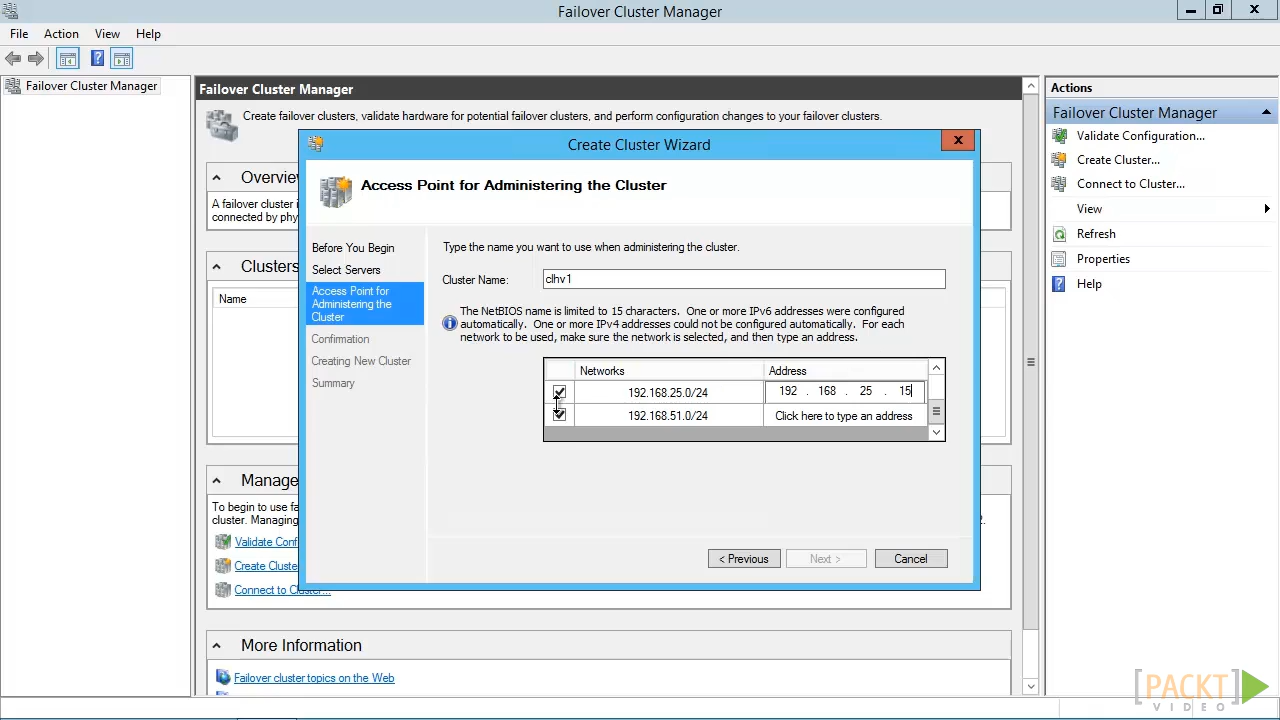 Failover Cluster Manager
File Action View Help
Failover Cluster Manager
Failover Cluster Manager
Create failover clusters, validate hardware for potential failover clusters, and perform configuration changes to your failover clusters.
Overvie
A failover cluster i
connected by phy
Clusters
Name
Manage
To begin to use fa
cluster. Managing
2.
Validate Conf
Create Cluste
Connect to Cluster...
More Information
Failover cluster topics on the Web
Create Cluster Wizard
x
Access Point for Administering the Cluster
Before You Begin
Select Servers
Access Point for
Administering the
Cluster
Confirmation
Creating New Cluster
Summary
Type the name you want to use when administering the cluster.
Cluster Name: clhv1
The NetBIOS name is limited to 15 characters. One or more IPv6 addresses were configured
automatically. One or more IPv4 addresses could not be configured automatically. For each
network to be used, make sure the network is selected, and then type an address.
Networks Address
192.168.25.0/24 192 . 168 . 25 . 15
192.168.51.0/24 Click here to type an address
< Previous Next > Cancel
Actions
Failover Cluster Manager
Validate Configuration...
Create Cluster...
Connect to Cluster...
View
Refresh
Properties
Help
[PACKT]
VIDEO